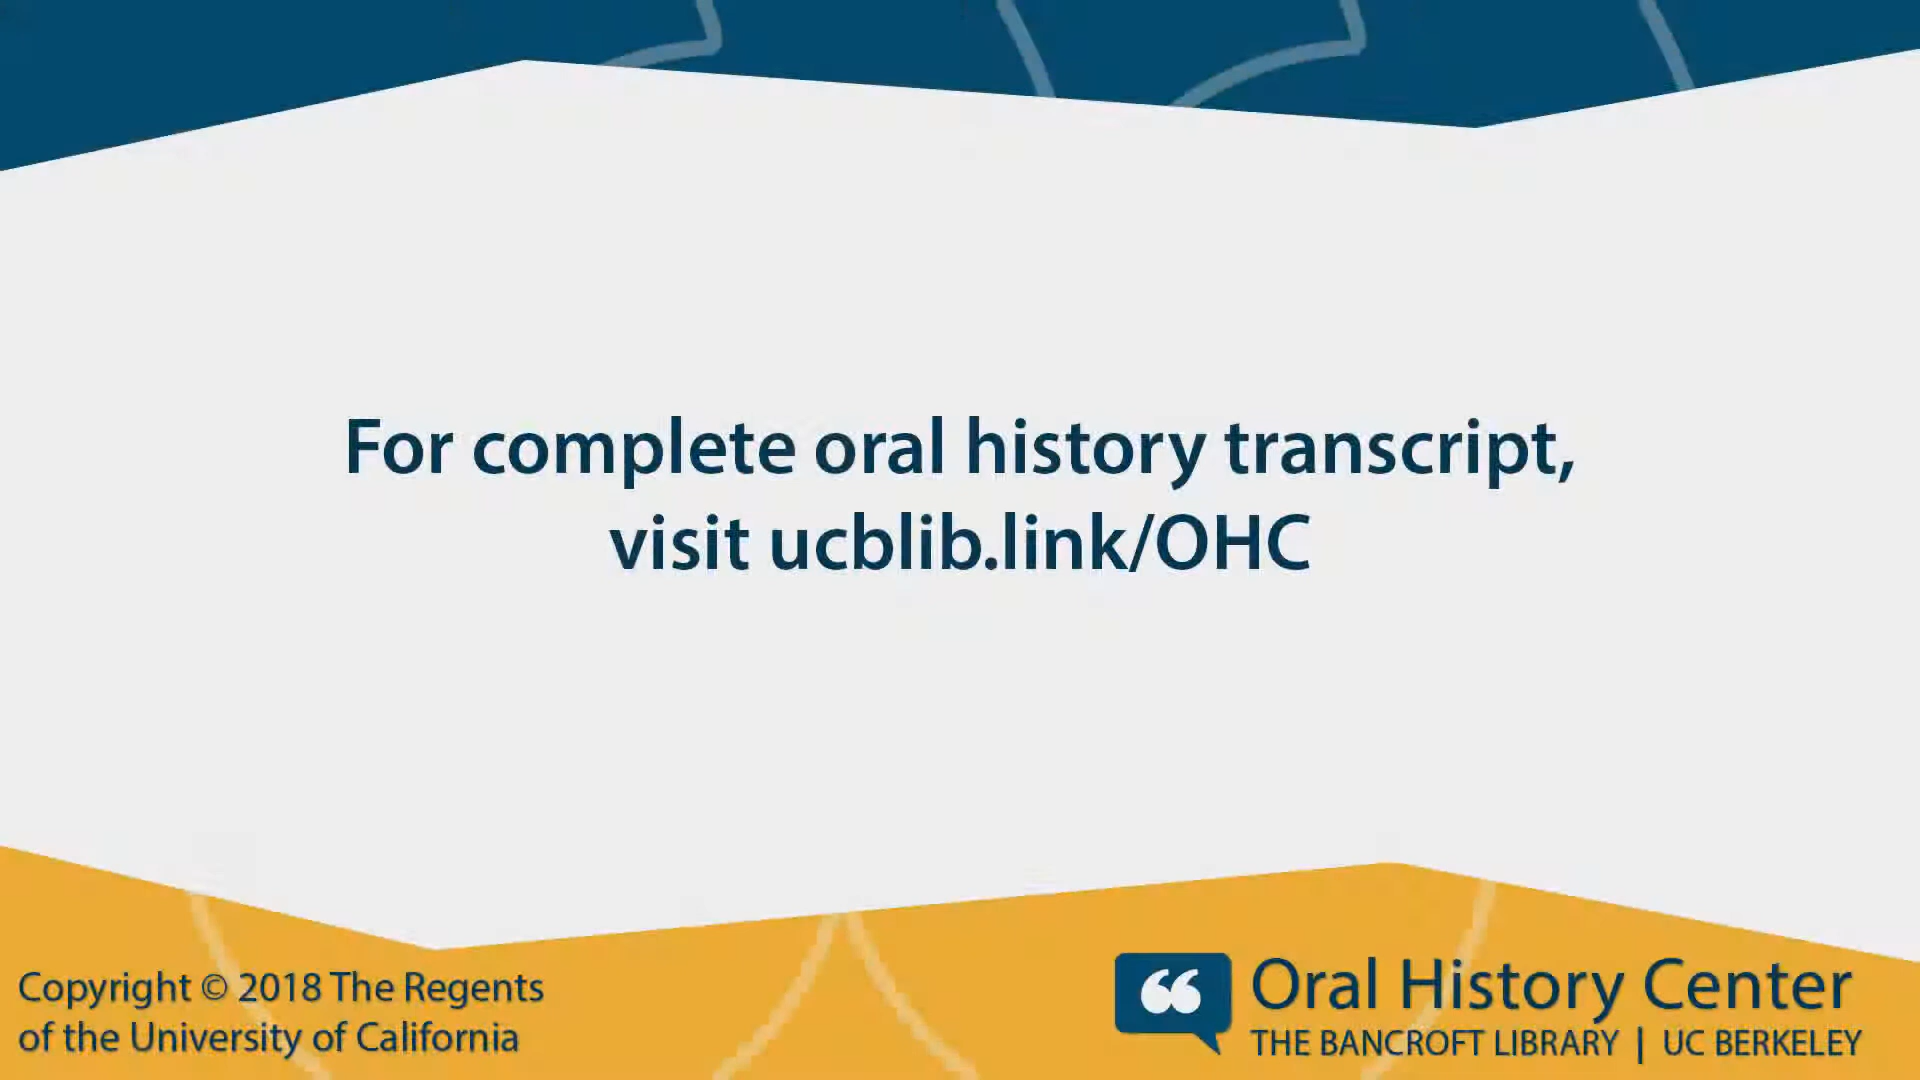 For complete oral history transcript,
visit ucblib.link/OHC
Copyright © 2018 The Regents
of the University of California
Oral History Center
THE BANCROFT LIBRARY | UC BERKELEY